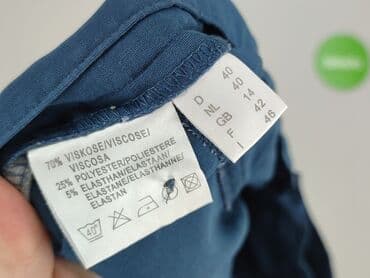 70% VISKOSE/VISCOSE/
VISCOSA
25% POLYESTER/POLIESTERE
5% ELASTHAN/ELASTAAN/
ELASTANE/ELASTHANNE/
ELASTAN
40°
D 40
NL 40
GB 14
F 42
I 46